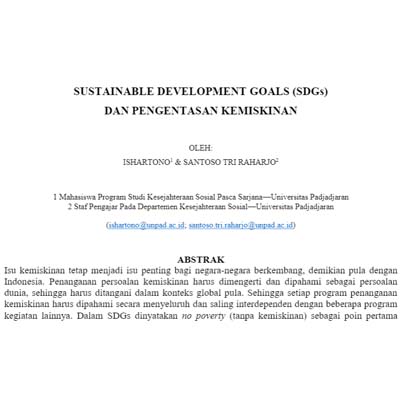 SUSTAINABLE DEVELOPMENT GOALS (SDGs)
DAN PENGENTASAN KEMISKINAN
OLEH:
ISHARTONO¹ & SANTOSO TRI RAHARJO²
1 Mahasiswa Program Studi Kesejahteraan Sosial Pasca Sarjana—Universitas Padjadjaran
2 Staf Pengajar Pada Departemen Kesejahteraan Sosial—Universitas Padjadjaran
(ishartono@unpad.ac.id; santoso.tri.raharjo@unpad.ac.id)
ABSTRAK
Isu kemiskinan tetap menjadi isu penting bagi negara-negara berkembang, demikian pula dengan
Indonesia. Penanganan persoalan kemiskinan harus dimengerti dan dipahami sebagai persoalan
dunia, sehingga harus ditangani dalam konteks global pula. Sehingga setiap program penanganan
kemiskinan harus dipahami secara menyeluruh dan saling interdependen dengan beberapa program
kegiatan lainnya. Dalam SDGs dinyatakan no poverty (tanpa kemiskinan) sebagai poin pertama